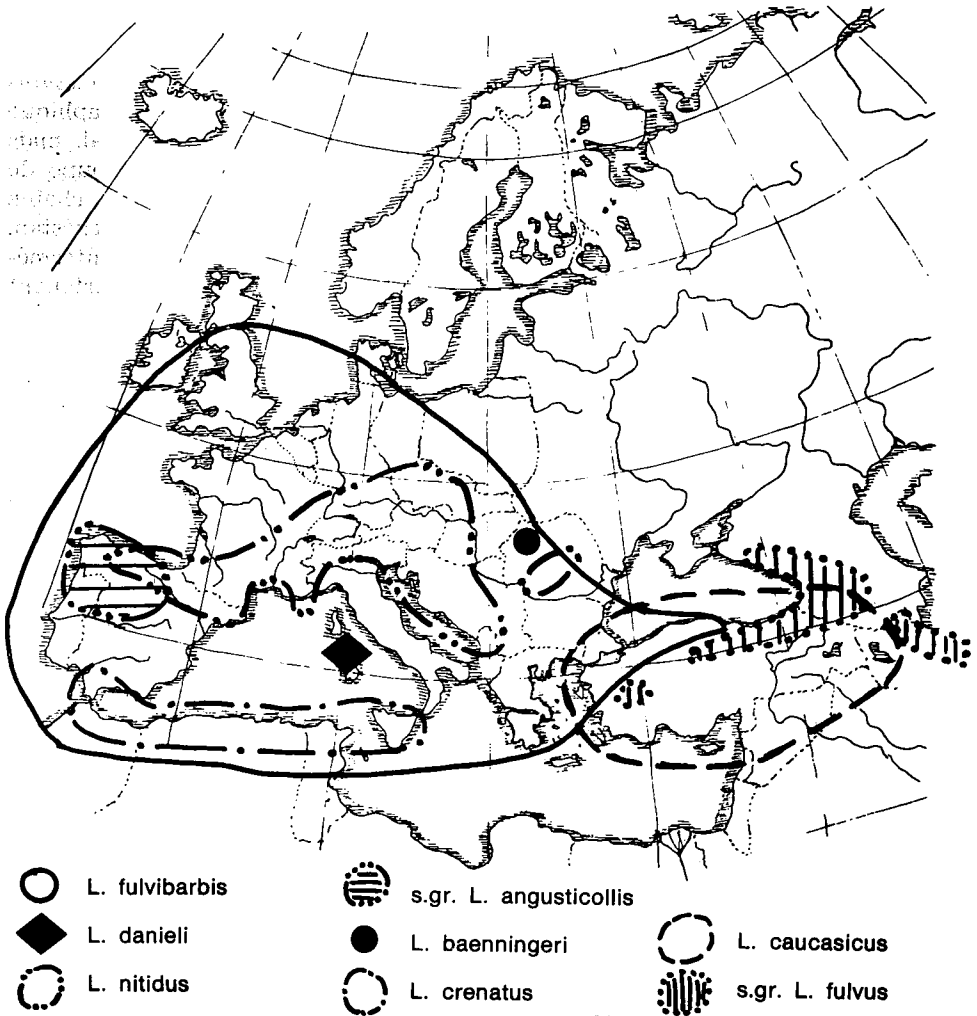 L. fulvibarbis
L. danieli
L. nitidus
s.gr. L. angusticollis
L. baenningeri
L. crenatus
L. caucasicus
s.gr. L. fulvus